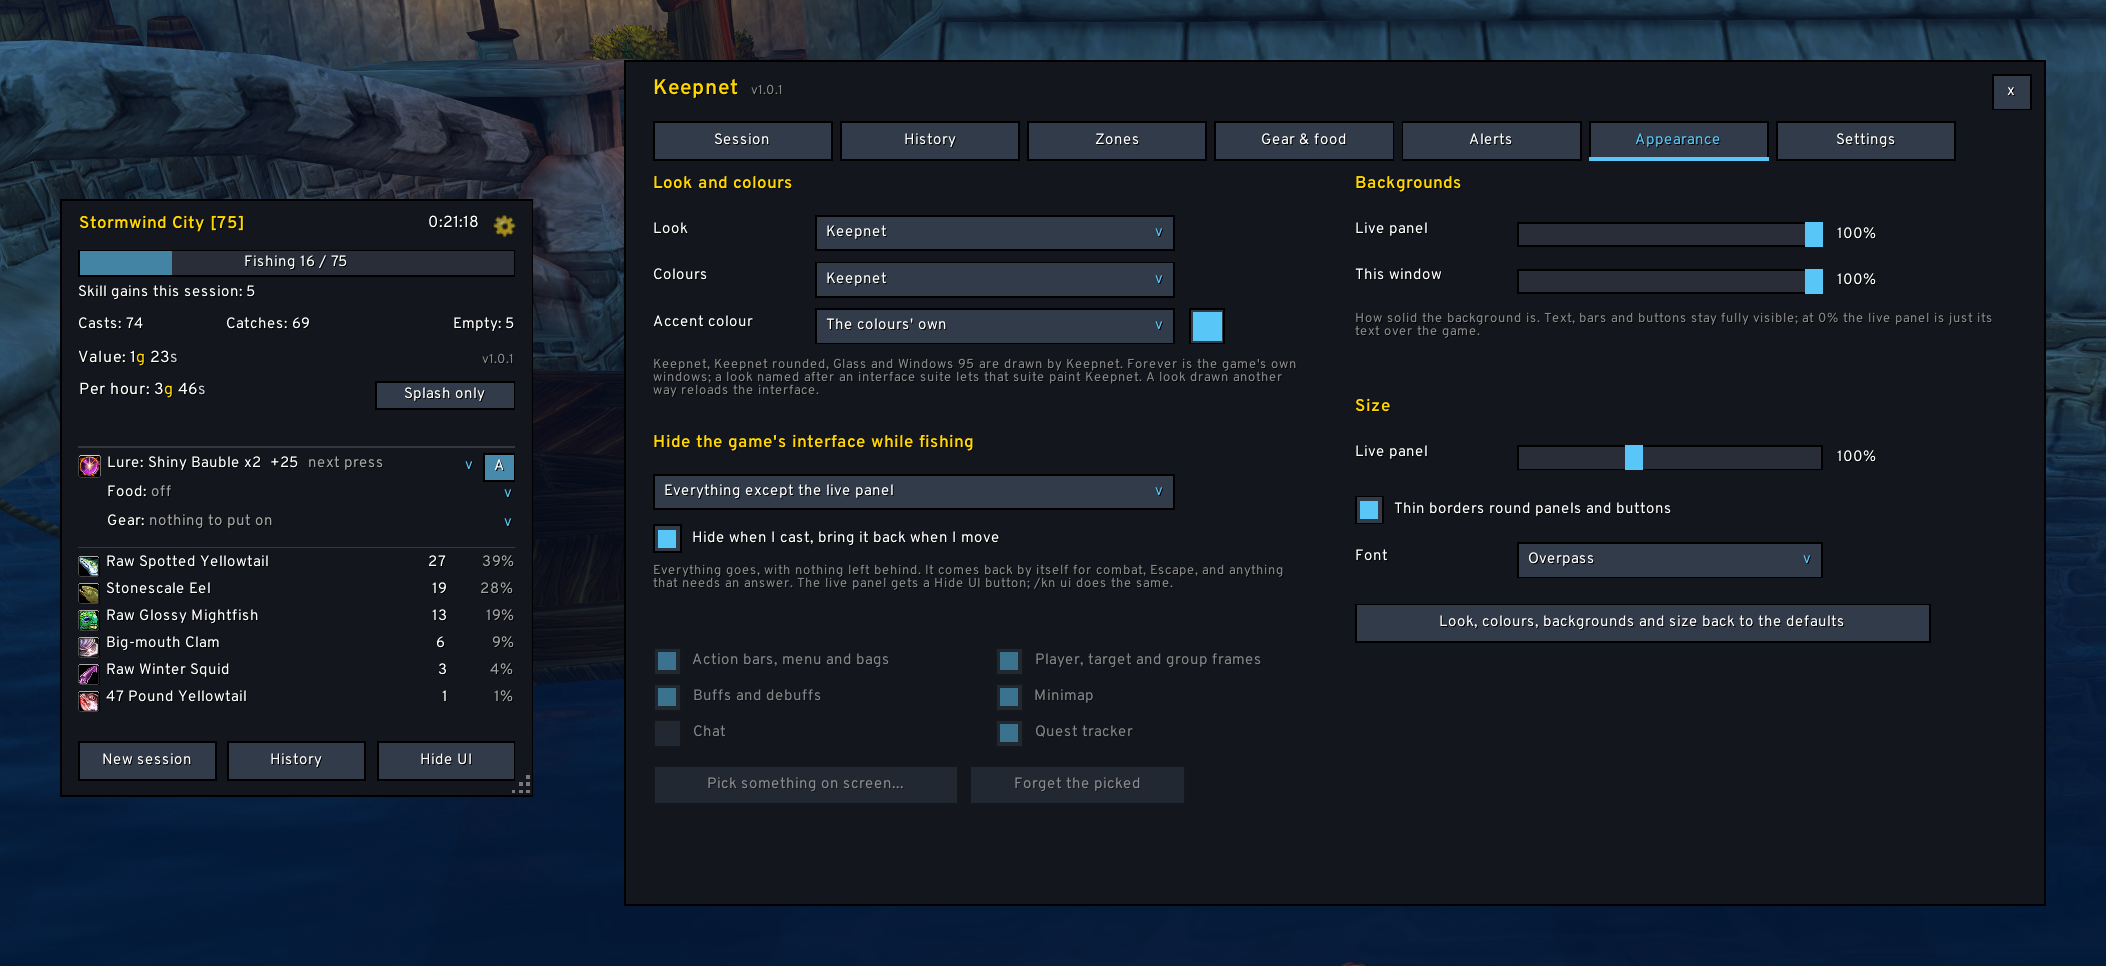 Stormwind City [75] 0:21:18
Fishing 16 / 75
Skill gains this session: 5
Casts: 74 Catches: 69 Empty: 5
Value: 1g 23s v1.0.1
Per hour: 3g 46s Splash only
Lure: Shiny Bauble x2 +25 next press v A
Food: off v
Gear: nothing to put on v
Raw Spotted Yellowtail 27 39%
Stonescale Eel 19 28%
Raw Glossy Mightfish 13 19%
Big-mouth Clam 6 9%
Raw Winter Squid 3 4%
47 Pound Yellowtail 1 1%
New session History Hide UI
Keepnet v1.0.1 x
Session History Zones Gear & food Alerts Appearance Settings
Look and colours
Look Keepnet v
Colours Keepnet v
Accent colour The colours' own v
Keepnet, Keepnet rounded, Glass and Windows 95 are drawn by Keepnet. Forever is the game's own
windows; a look named after an interface suite lets that suite paint Keepnet. A look drawn another
way reloads the interface.
Hide the game's interface while fishing
Everything except the live panel v
Hide when I cast, bring it back when I move
Everything goes, with nothing left behind. It comes back by itself for combat, Escape, and anything
that needs an answer. The live panel gets a Hide UI button; /kn ui does the same.
Action bars, menu and bags Player, target and group frames
Buffs and debuffs Minimap
Chat Quest tracker
Pick something on screen... Forget the picked
Backgrounds
Live panel 100%
This window 100%
How solid the background is. Text, bars and buttons stay fully visible; at 0% the live panel is just its
text over the game.
Size
Live panel 100%
Thin borders round panels and buttons
Font Overpass v
Look, colours, backgrounds and size back to the defaults